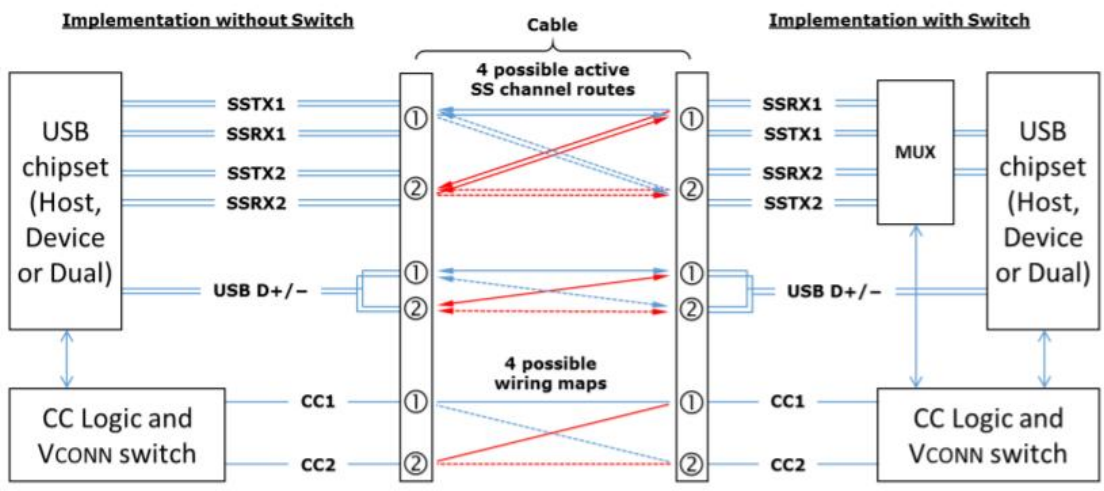 Implementation without Switch
Implementation with Switch
Cable
4 possible active
SS channel routes
USB
chipset
(Host,
Device
or Dual)
SSTX1
SSRX1
SSTX2
SSRX2
USB D+/−
①
②
①
②
①
②
①
②
SSRX1
SSTX1
SSRX2
SSTX2
USB D+/−
MUX
USB
chipset
(Host,
Device
or Dual)
4 possible
wiring maps
CC Logic and
VCONN switch
CC1
CC2
①
②
①
②
CC1
CC2
CC Logic and
VCONN switch